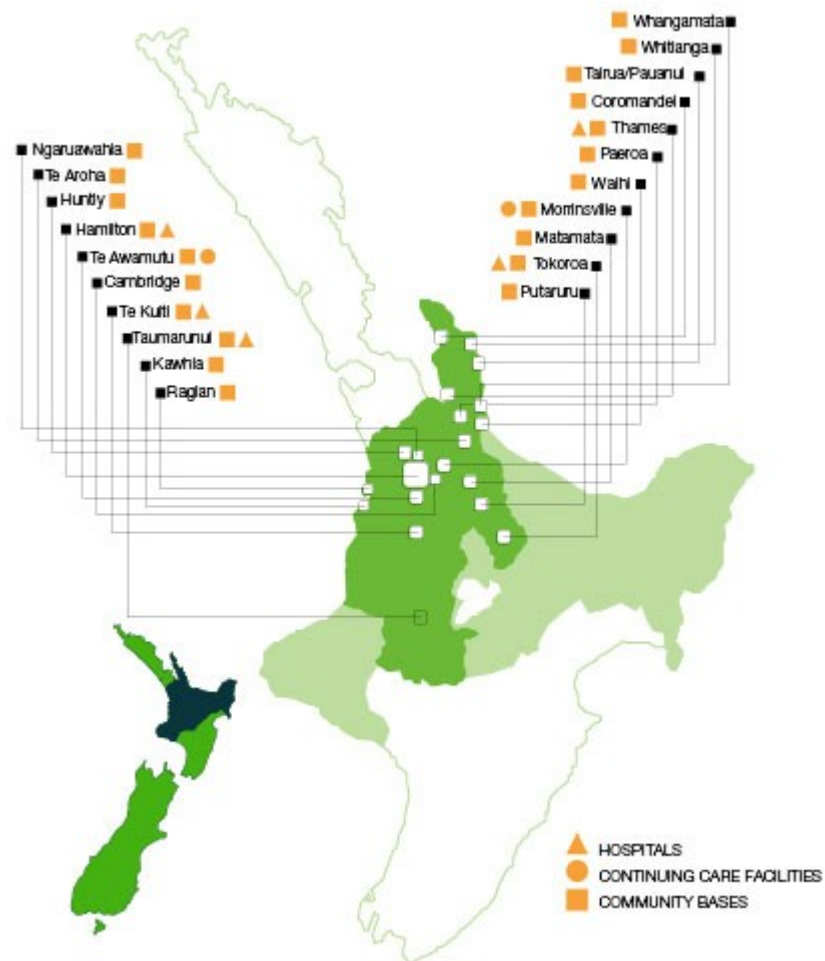 Whangamata
Whitianga
Tairua/Pauanui
Coromandel
Thames
Paeroa
Waihi
Morrinsville
Matamata
Tokoroa
Putaruru
Ngaruawahia
Te Aroha
Huntly
Hamilton
Te Awamutu
Cambridge
Te Kuiti
Taumarunui
Kawhia
Raglan
HOSPITALS
CONTINUING CARE FACILITIES
COMMUNITY BASES